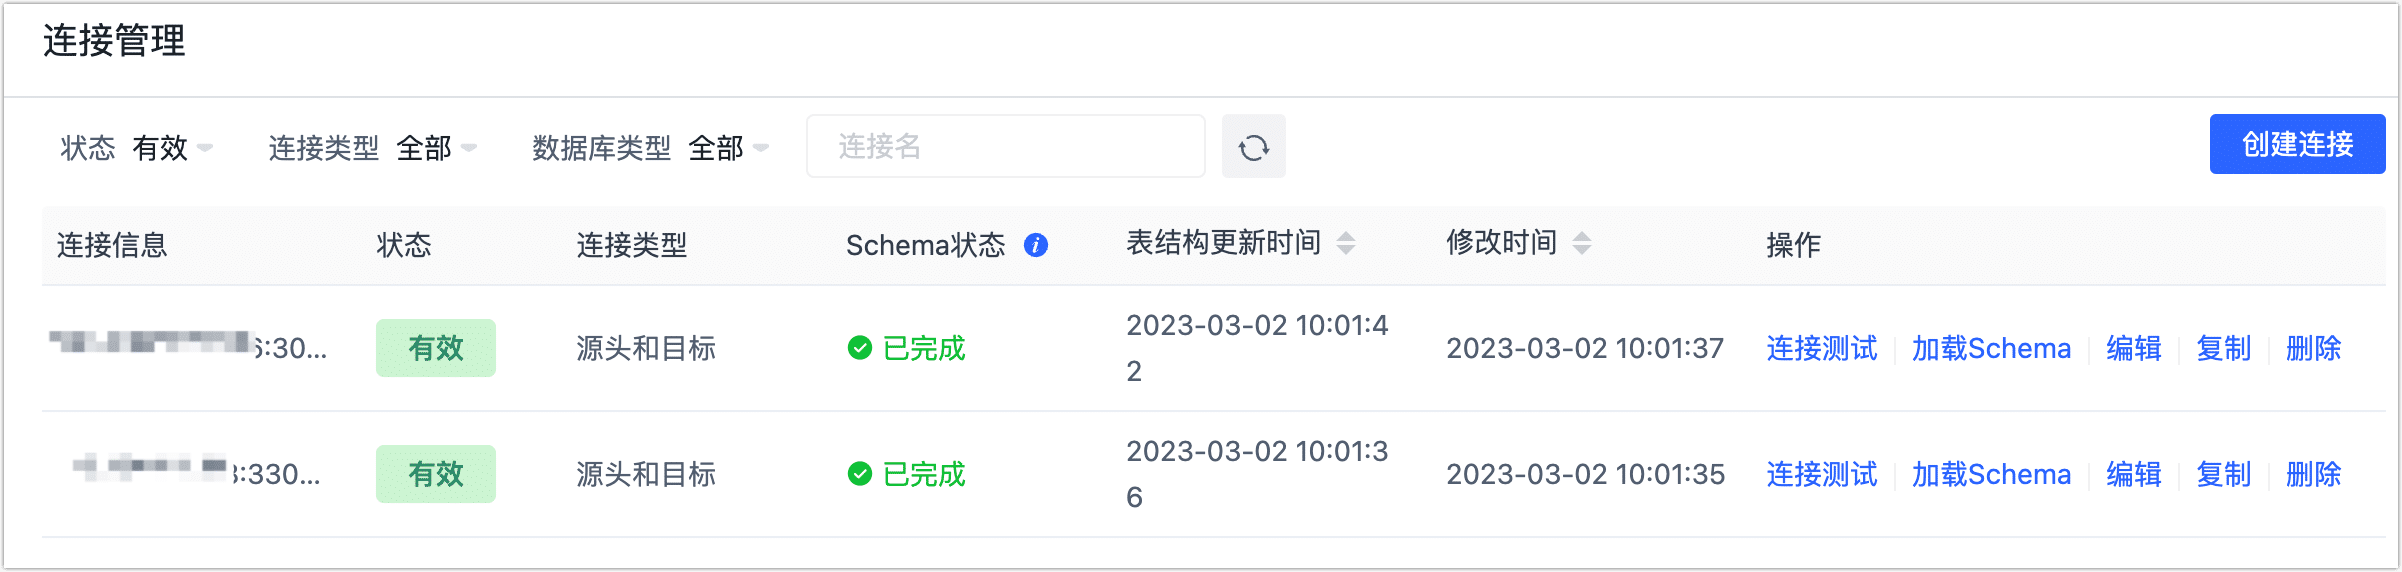 连接管理
状态 有效 连接类型 全部 数据库类型 全部 连接名 创建连接
连接信息 状态 连接类型 Schema状态 i 表结构更新时间 修改时间 操作
6:30... 有效 源头和目标 已完成 2023-03-02 10:01:4 2023-03-02 10:01:37 连接测试 加载Schema 编辑 复制 删除
2
:330... 有效 源头和目标 已完成 2023-03-02 10:01:3 2023-03-02 10:01:35 连接测试 加载Schema 编辑 复制 删除
6